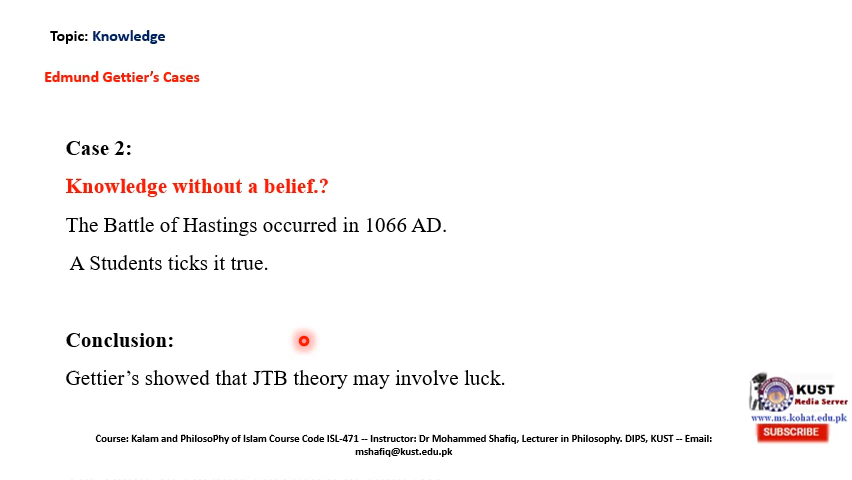 Topic: Knowledge
Edmund Gettier's Cases
Case 2:
Knowledge without a belief.?
The Battle of Hastings occurred in 1066 AD.
A Students ticks it true.
Conclusion:
Gettier's showed that JTB theory may involve luck.
KUST
Media Server
www.ms.kohat.edu.pk
SUBSCRIBE
Course: Kalam and PhilosoPhy of Islam Course Code ISL-471 -- Instructor: Dr Mohammed Shafiq, Lecturer in Philosophy. DIPS, KUST -- Email:
mshafiq@kust.edu.pk